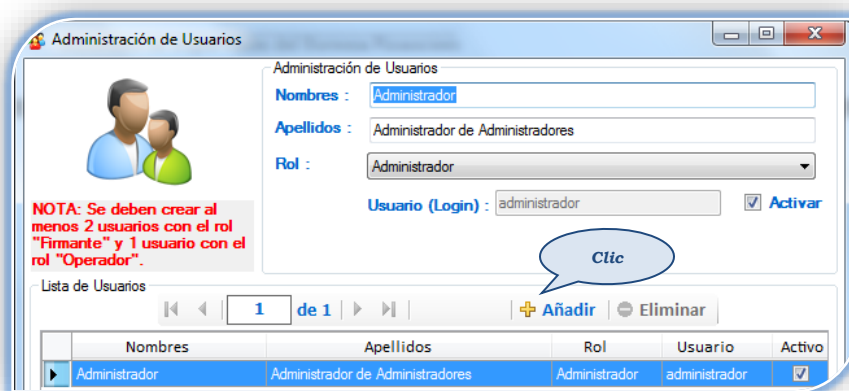 Administración de Usuarios
Administración de Usuarios
Nombres : Administrador
Apellidos : Administrador de Administradores
Rol : Administrador
Usuario (Login) : administrador Activar
NOTA: Se deben crear al
menos 2 usuarios con el rol
"Firmante" y 1 usuario con el
rol "Operador".
Clic
Lista de Usuarios
1 de 1 Añadir Eliminar
Nombres Apellidos Rol Usuario Activo
Administrador Administrador de Administradores Administrador administrador